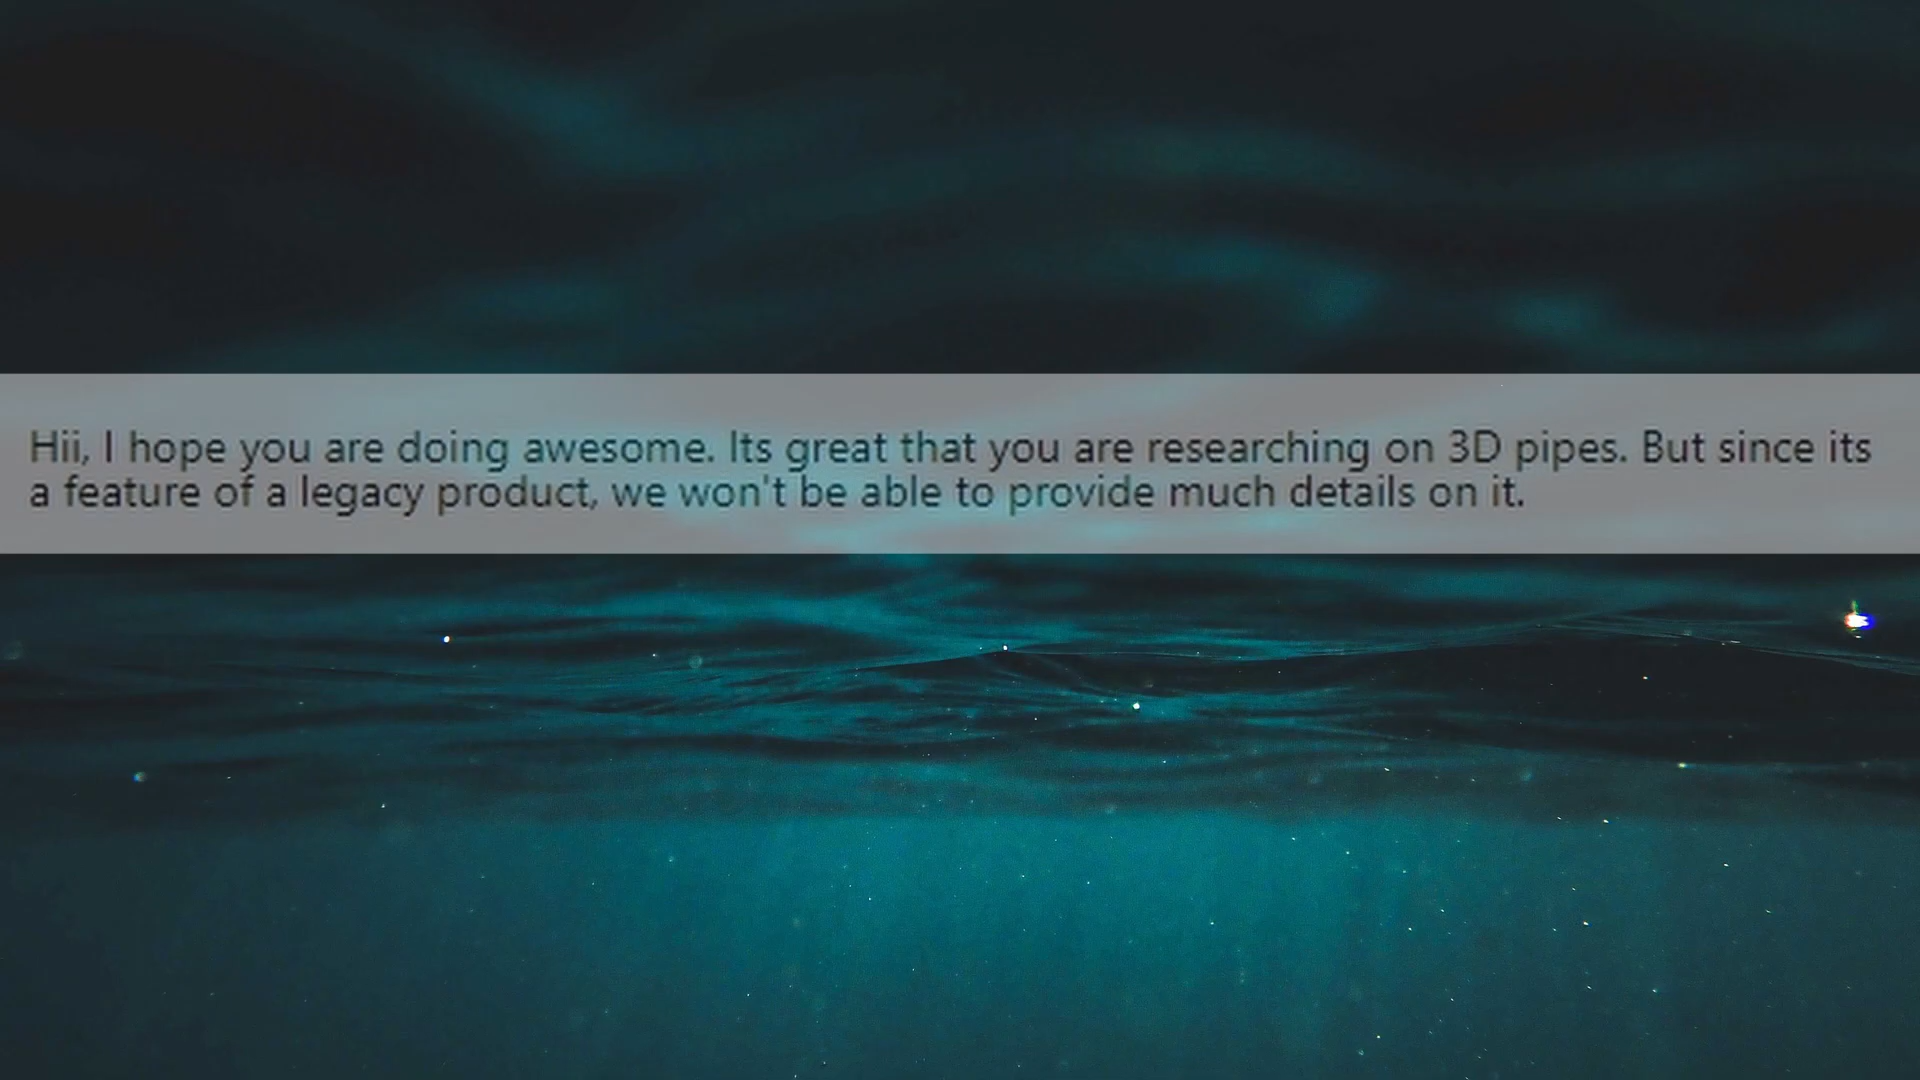 Hii, I hope you are doing awesome. Its great that you are researching on 3D pipes. But since its
a feature of a legacy product, we won't be able to provide much details on it.